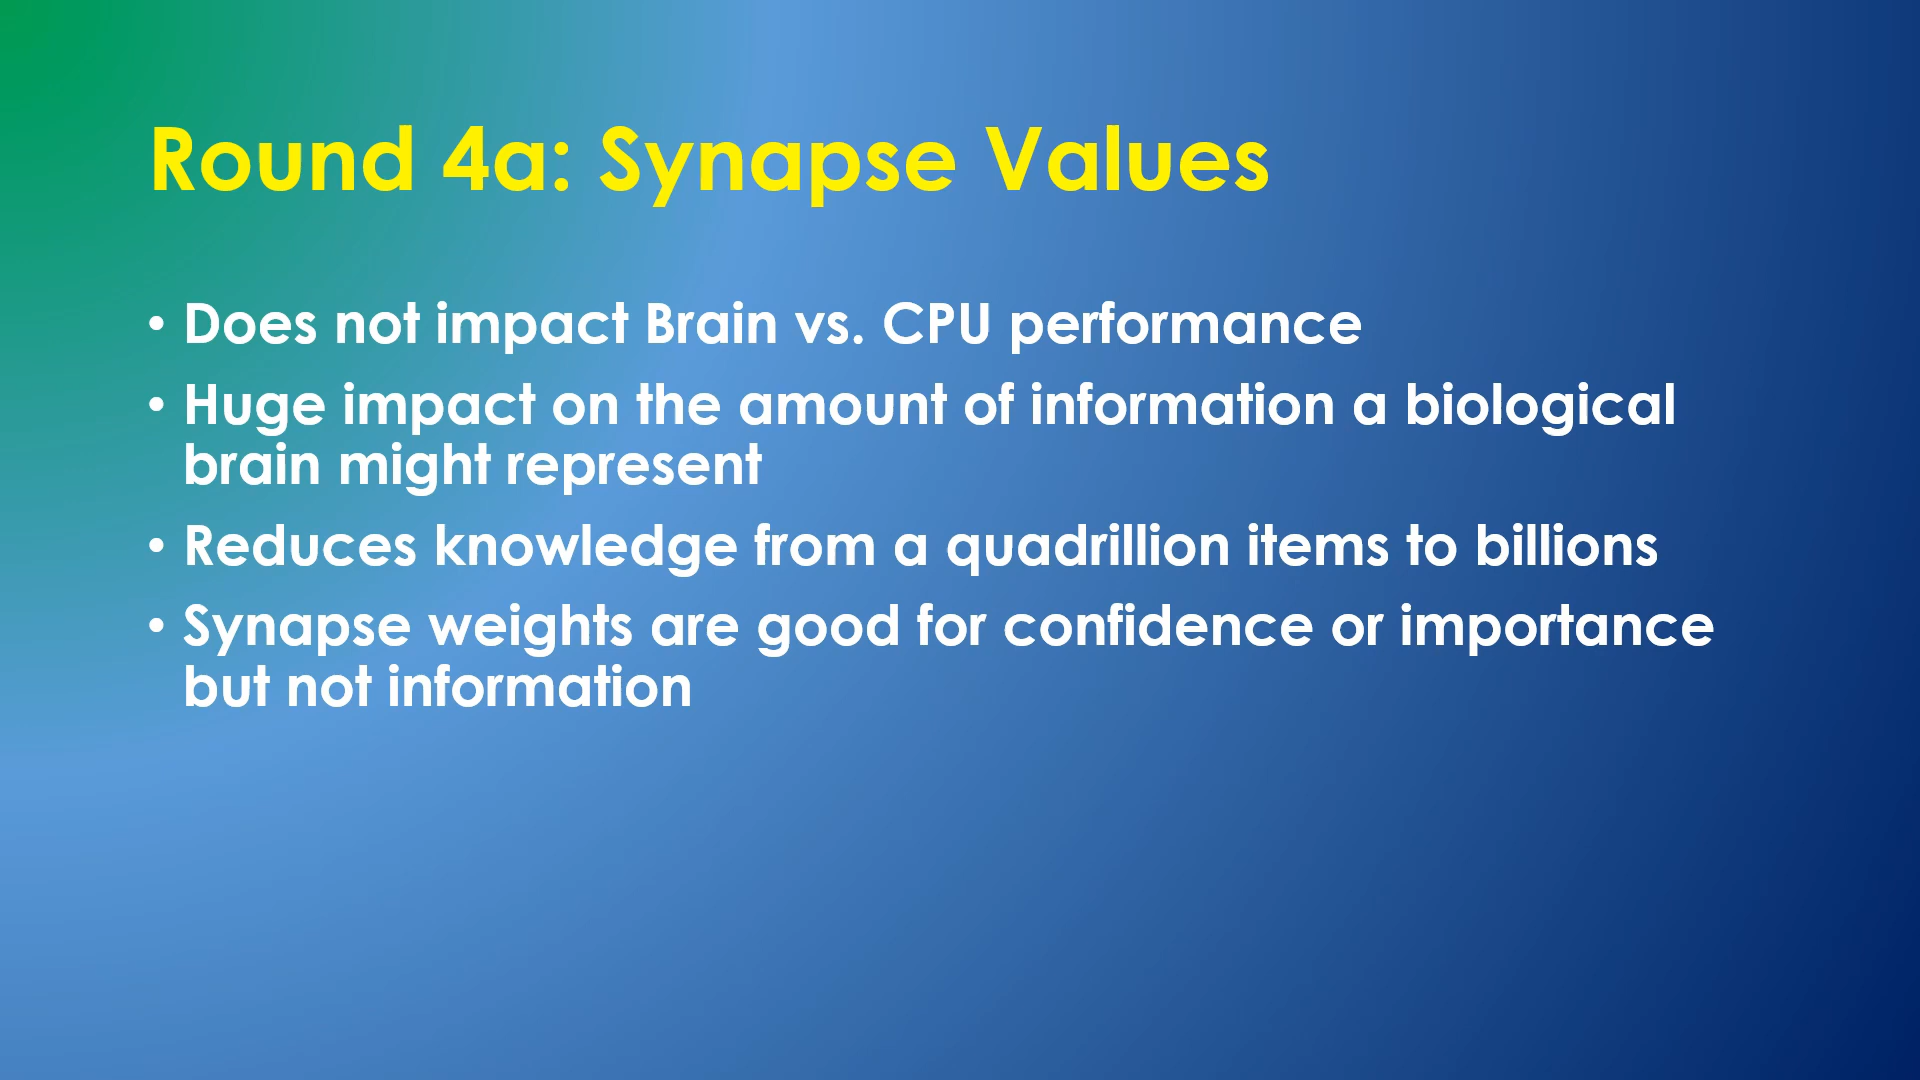 Round 4a: Synapse Values
• Does not impact Brain vs. CPU performance
• Huge impact on the amount of information a biological
brain might represent
• Reduces knowledge from a quadrillion items to billions
• Synapse weights are good for confidence or importance
but not information